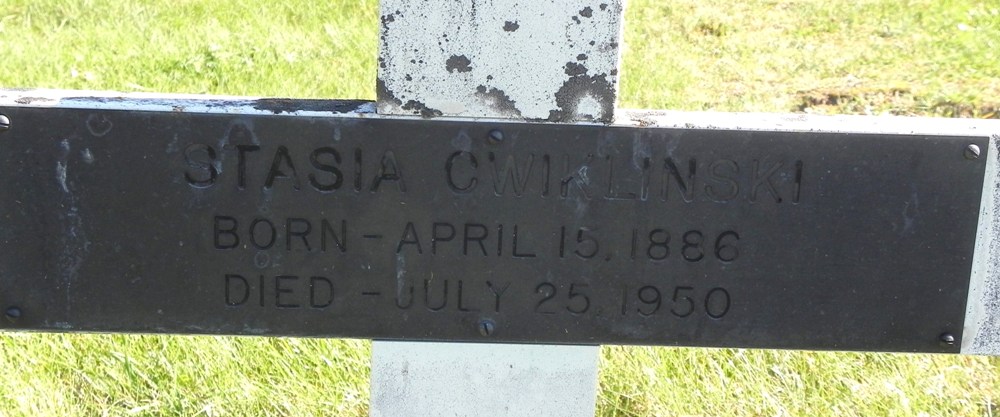 STASIA CWIKLINSKI
BORN - APRIL 15, 1886
DIED - JULY 25, 1950